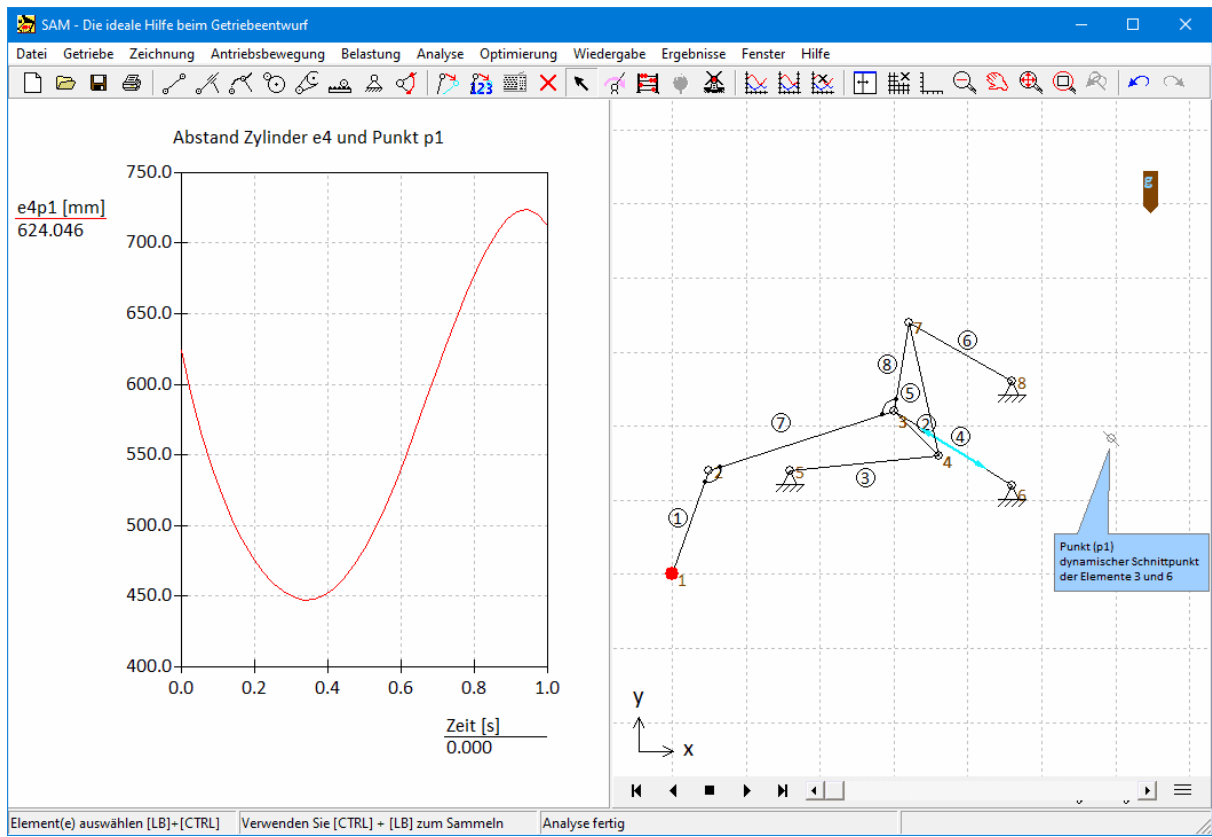 SAM - Die ideale Hilfe beim Getriebeentwurf
Datei Getriebe Zeichnung Antriebsbewegung Belastung Analyse Optimierung Wiedergabe Ergebnisse Fenster Hilfe
123
Abstand Zylinder e4 und Punkt p1
e4p1 [mm]
624.046
750.0
700.0
650.0
600.0
550.0
500.0
450.0
400.0
0.0 0.2 0.4 0.6 0.8 1.0
Zeit [s]
0.000
g
7
6
8
8
5
7
3
2
4
4
2
5
3
6
1
1
Punkt (p1)
dynamischer Schnittpunkt
der Elemente 3 und 6
y
x
Element(e) auswählen [LB]+[CTRL]
Verwenden Sie [CTRL] + [LB] zum Sammeln
Analyse fertig